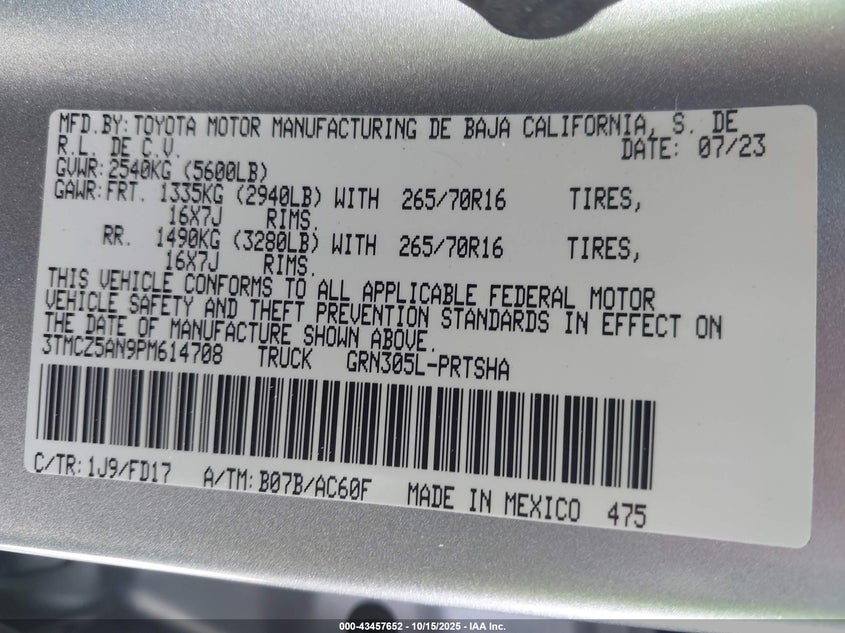 MFD.BY: TOYOTA MOTOR MANUFACTURING DE BAJA CALIFORNIA, S. DE
R.L. DE C.V. DATE: 07/23
GVWR: 2540KG (5600LB)
GAWR: FRT. 1335KG (2940LB) WITH 265/70R16 TIRES,
16X7J RIMS.
RR. 1490KG (3280LB) WITH 265/70R16 TIRES,
16X7J RIMS.
THIS VEHICLE CONFORMS TO ALL APPLICABLE FEDERAL MOTOR
VEHICLE SAFETY AND THEFT PREVENTION STANDARDS IN EFFECT ON
THE DATE OF MANUFACTURE SHOWN ABOVE.
3TMCZ5AN9PM614708 TRUCK GRN305L-PRTSHA
C/TR: 1J9/FD17 A/TM: B07B/AC60F MADE IN MEXICO 475
000-43457652 - 10/15/2025 - IAA Inc.